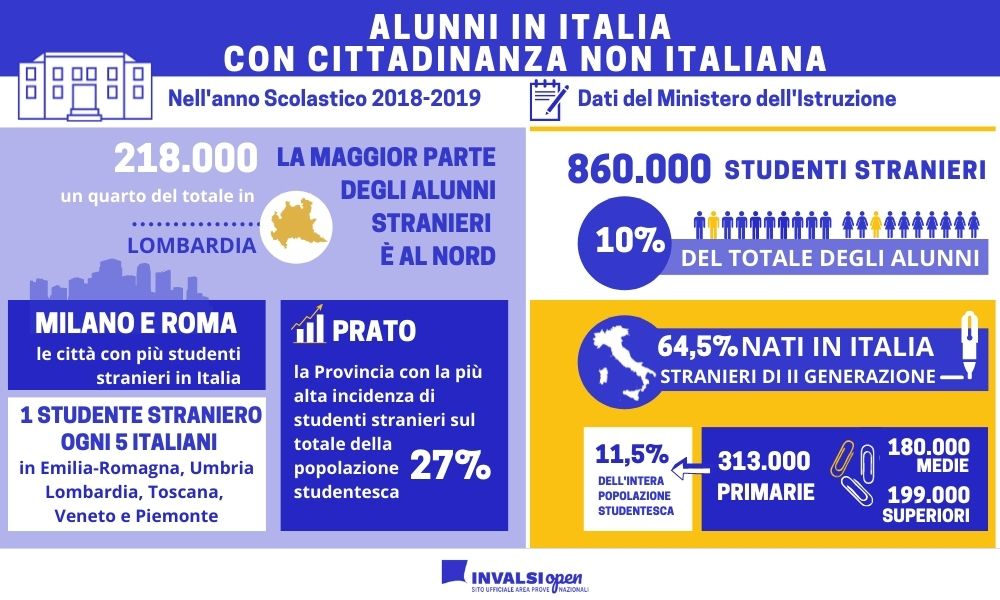 ALUNNI IN ITALIA
CON CITTADINANZA NON ITALIANA
Nell'anno Scolastico 2018-2019
Dati del Ministero dell'Istruzione
218.000
un quarto del totale in
LOMBARDIA
LA MAGGIOR PARTE
DEGLI ALUNNI
STRANIERI
È AL NORD
MILANO E ROMA
le città con più studenti
stranieri in Italia
1 STUDENTE STRANIERO
OGNI 5 ITALIANI
in Emilia-Romagna, Umbria
Lombardia, Toscana,
Veneto e Piemonte
PRATO
la Provincia con la più
alta incidenza di
studenti stranieri sul
totale della
popolazione
studentesca
27%
860.000 STUDENTI STRANIERI
10%
DEL TOTALE DEGLI ALUNNI
64,5% NATI IN ITALIA
STRANIERI DI II GENERAZIONE
11,5%
DELL'INTERA
POPOLAZIONE
STUDENTESCA
313.000
PRIMARIE
180.000
MEDIE
199.000
SUPERIORI
INVALSIopen
SITO UFFICIALE AREA PROVE NAZIONALI